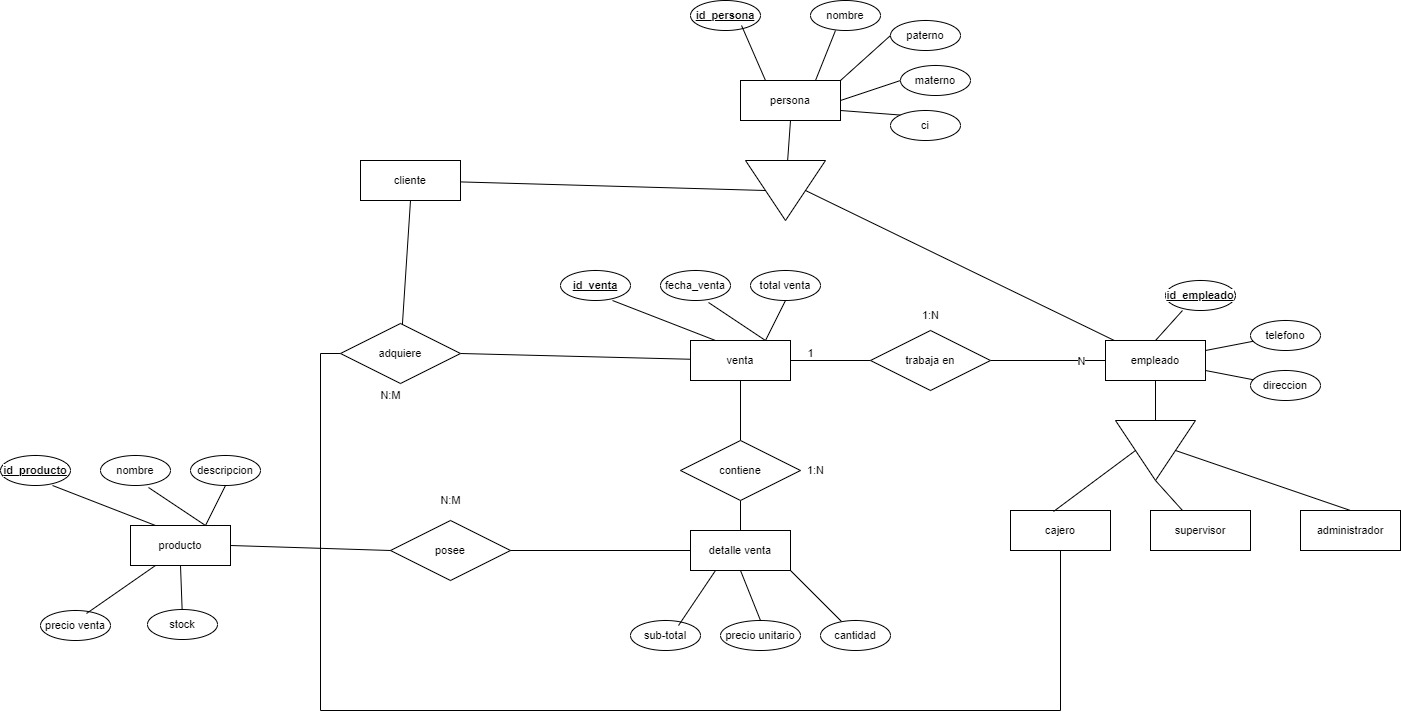 id_persona
nombre
paterno
materno
persona
ci
cliente
id_venta
fecha_venta
total venta
id_empleado
1:N
telefono
adquiere
venta
1
trabaja en
N
empleado
direccion
N:M
id_producto
nombre
descripcion
contiene
1:N
N:M
producto
posee
detalle venta
cajero
supervisor
administrador
precio venta
stock
sub-total
precio unitario
cantidad